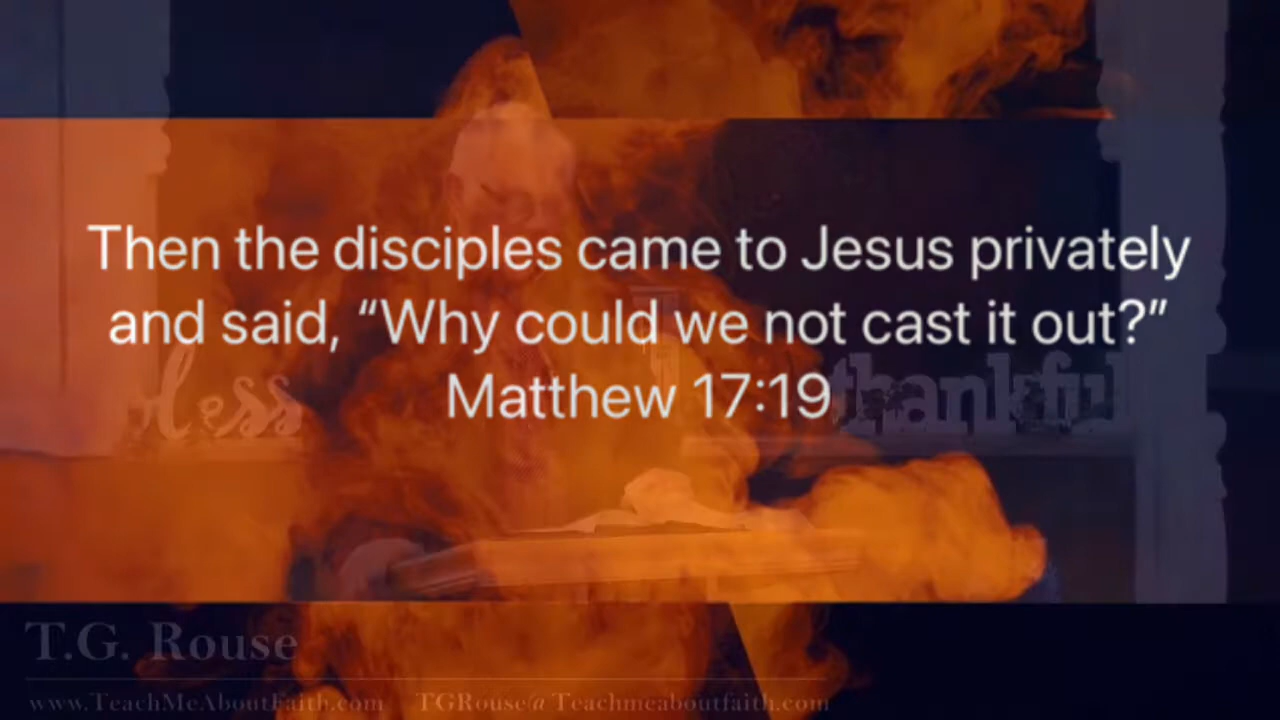 Then the disciples came to Jesus privately
and said, “Why could we not cast it out?”
Matthew 17:19
thankful
T.G. Rouse
www.TeachMeAboutFaith.com TGRouse@Teachmeaboutfaith.com